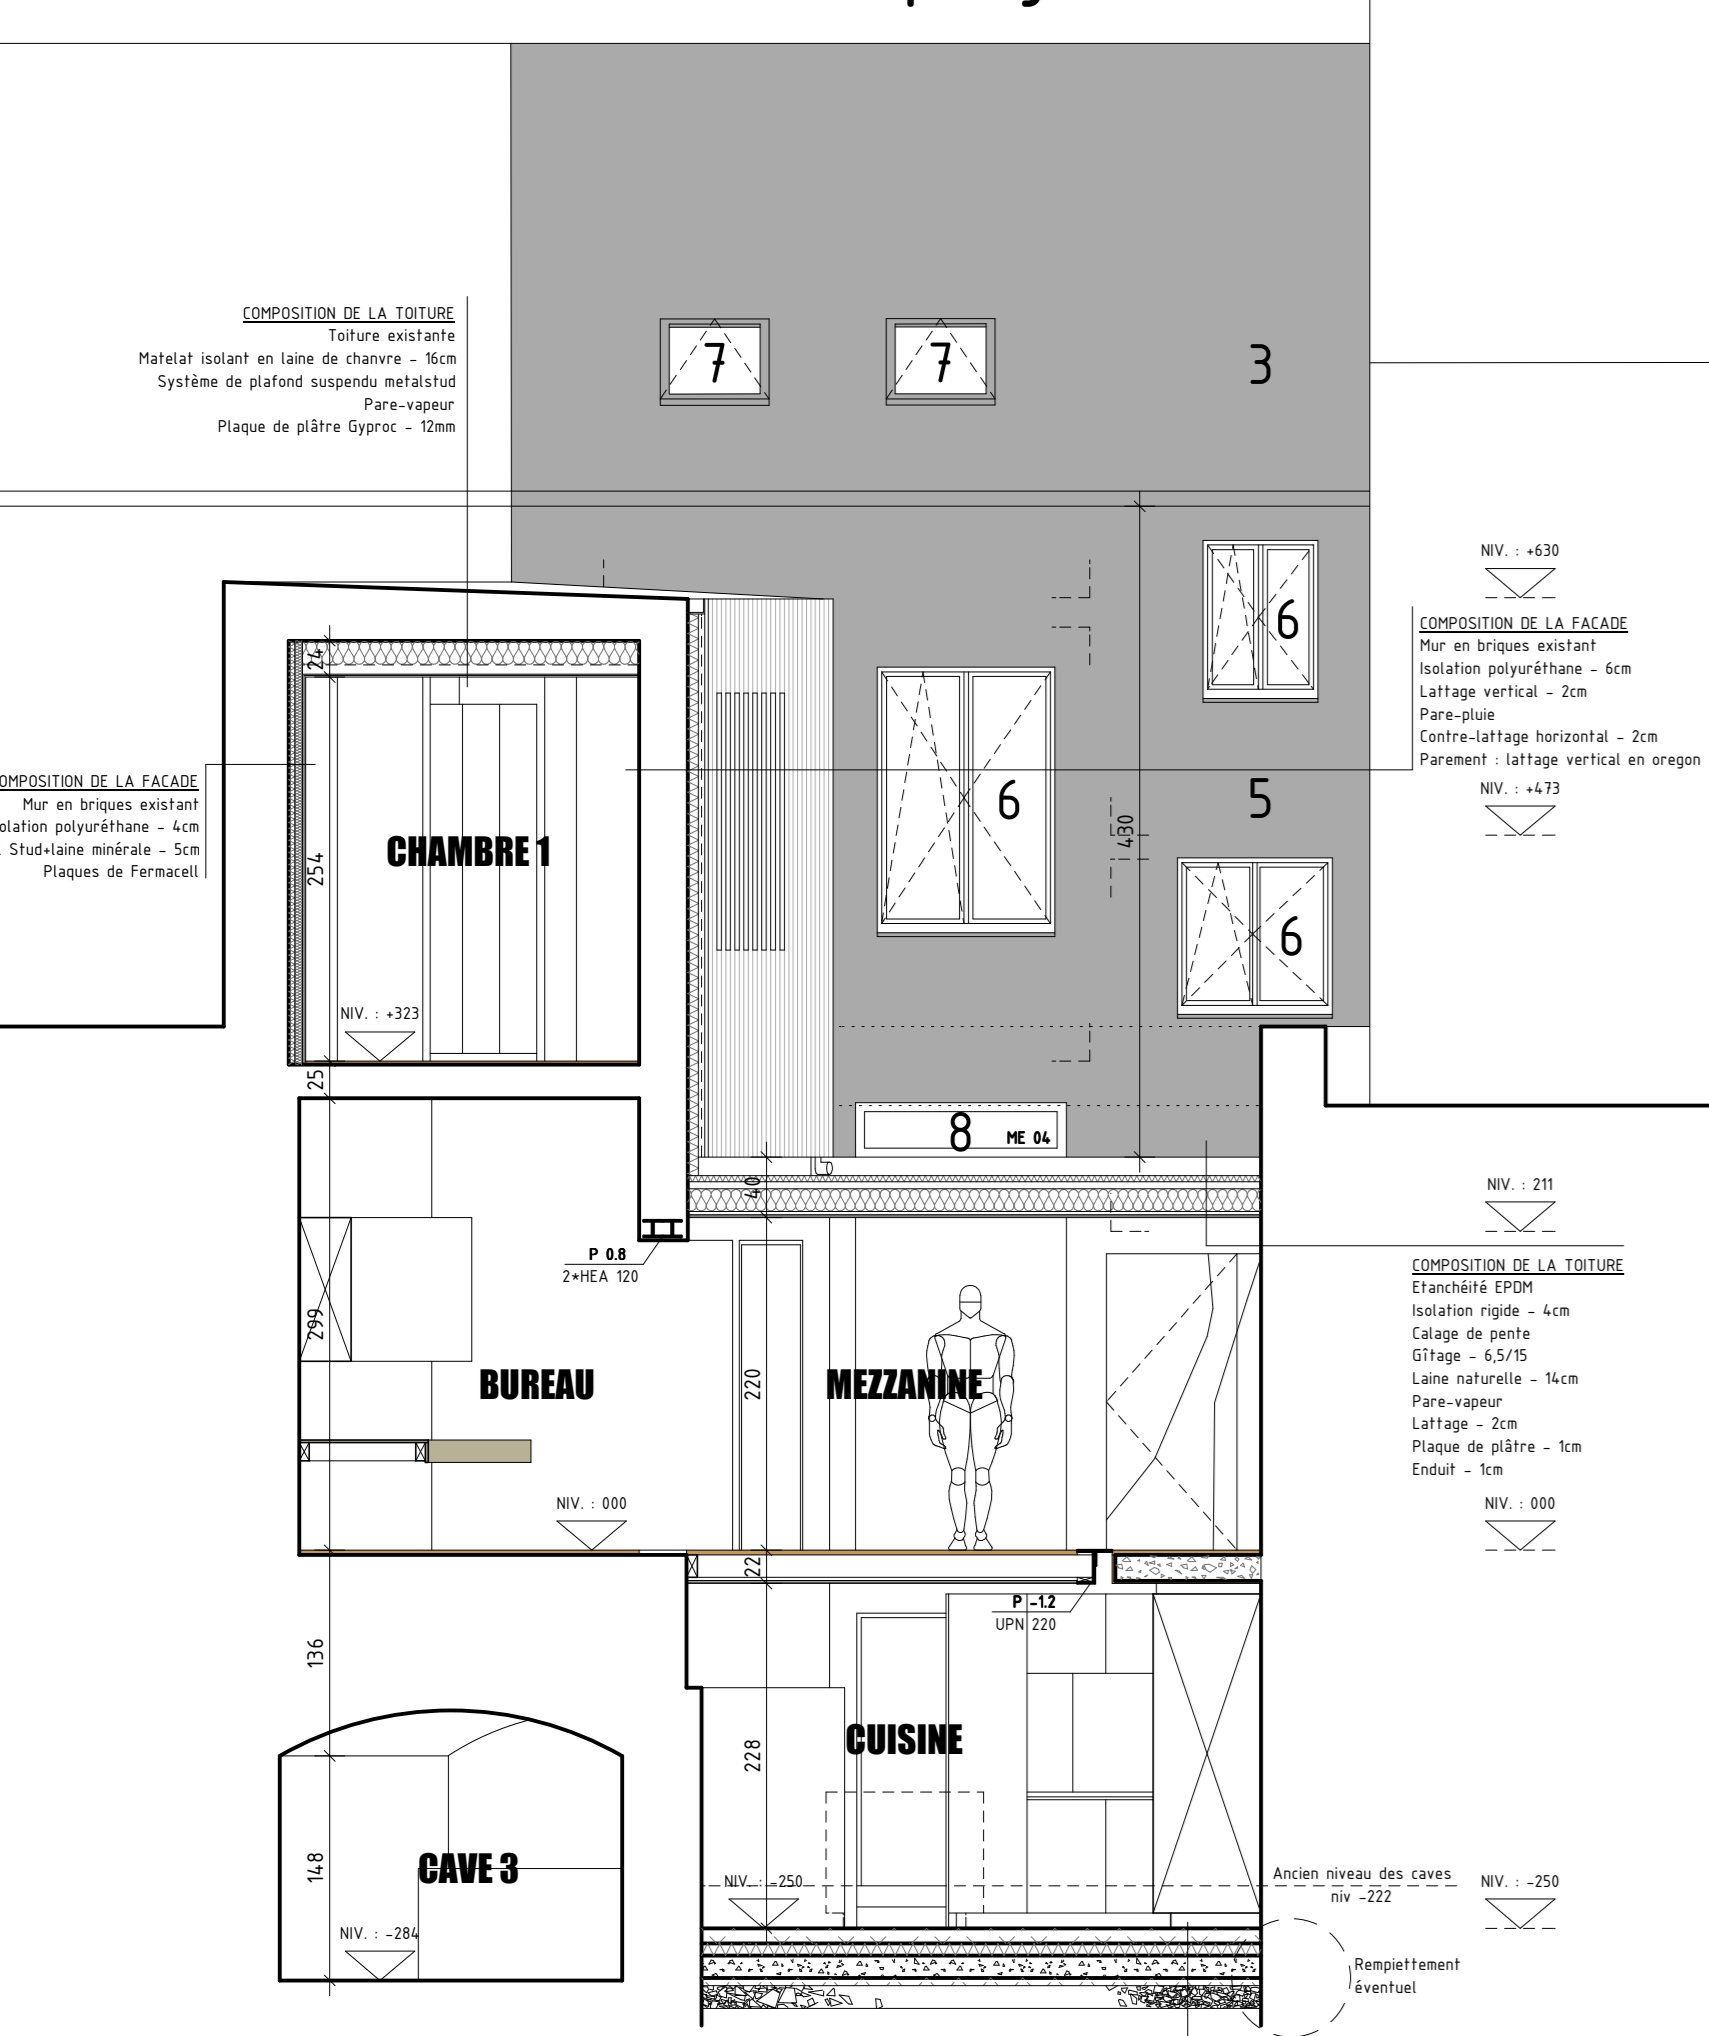 COMPOSITION DE LA TOITURE
Toiture existante
Matelat isolant en laine de chanvre - 16cm
Système de plafond suspendu metalstud
Pare-vapeur
Plaque de plâtre Gyproc - 12mm
7
7
3
NIV. : +630
COMPOSITION DE LA FACADE
Mur en briques existant
Isolation polyuréthane - 6cm
Lattage vertical - 2cm
Pare-pluie
Contre-lattage horizontal - 2cm
Parement : lattage vertical en oregon
NIV. : +473
6
6
5
6
430
24
254
CHAMBRE 1
NIV. : +323
25
OMPOSITION DE LA FACADE
Mur en briques existant
olation polyuréthane - 4cm
Stud+laine minérale - 5cm
Plaques de Fermacell
8
ME 04
40
NIV. : 211
P 0.8
2*HEA 120
COMPOSITION DE LA TOITURE
Etanchéité EPDM
Isolation rigide - 4cm
Calage de pente
Gîtage - 6,5/15
Laine naturelle - 14cm
Pare-vapeur
Lattage - 2cm
Plaque de plâtre - 1cm
Enduit - 1cm
299
BUREAU
220
MEZZANINE
NIV. : 000
NIV. : 000
22
P -1.2
UPN 220
136
228
CUISINE
148
CAVE 3
NIV. : -284
NIV. : -250
Ancien niveau des caves
niv -222
NIV. : -250
Rempiettement
éventuel